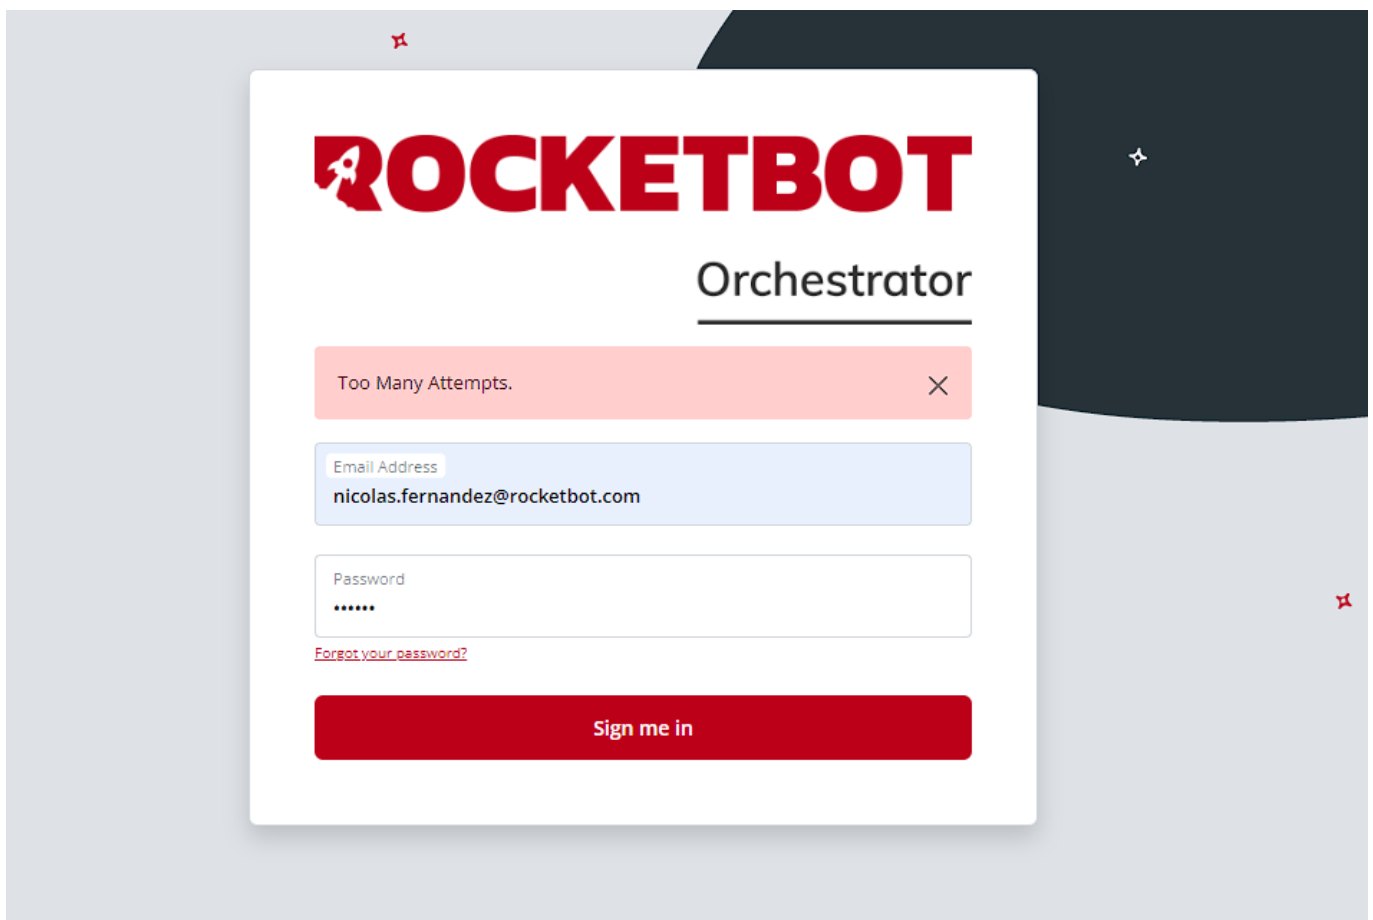 ROCKETBOT
Orchestrator
Too Many Attempts.
Email Address
nicolas.fernandez@rocketbot.com
Password
••••••
Forgot your password?
Sign me in